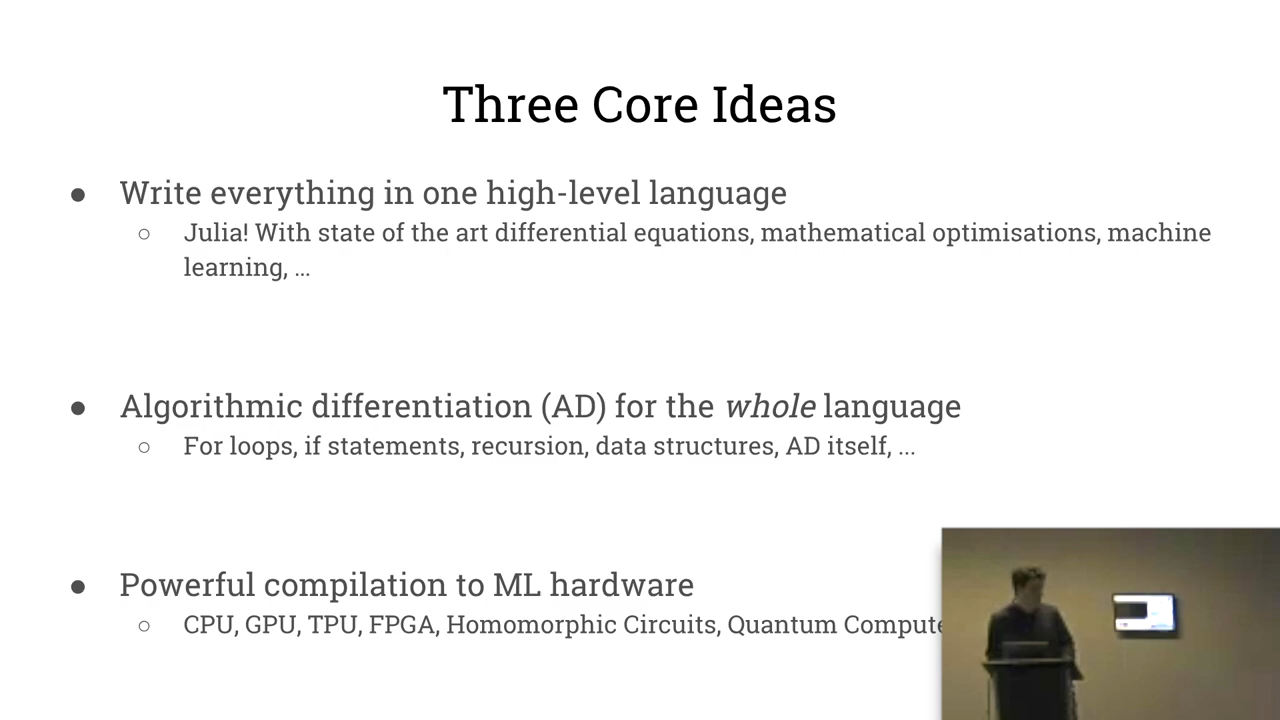 Three Core Ideas
● Write everything in one high-level language
○ Julia! With state of the art differential equations, mathematical optimisations, machine
learning, ...
● Algorithmic differentiation (AD) for the whole language
○ For loops, if statements, recursion, data structures, AD itself, ...
● Powerful compilation to ML hardware
○ CPU, GPU, TPU, FPGA, Homomorphic Circuits, Quantum